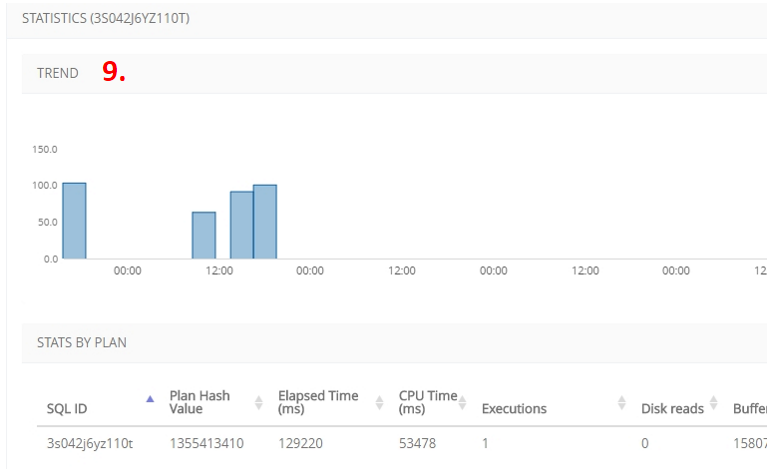 STATISTICS (3S042J6YZ110T)
TREND 9.
150.0
100.0
50.0
0.0
00:00 12:00 00:00 12:00 00:00 12:00 00:00 12
STATS BY PLAN
SQL ID Plan Hash Value Elapsed Time (ms) CPU Time (ms) Executions Disk reads Buffe
3s042j6yz110t 1355413410 129220 53478 1 0 15807